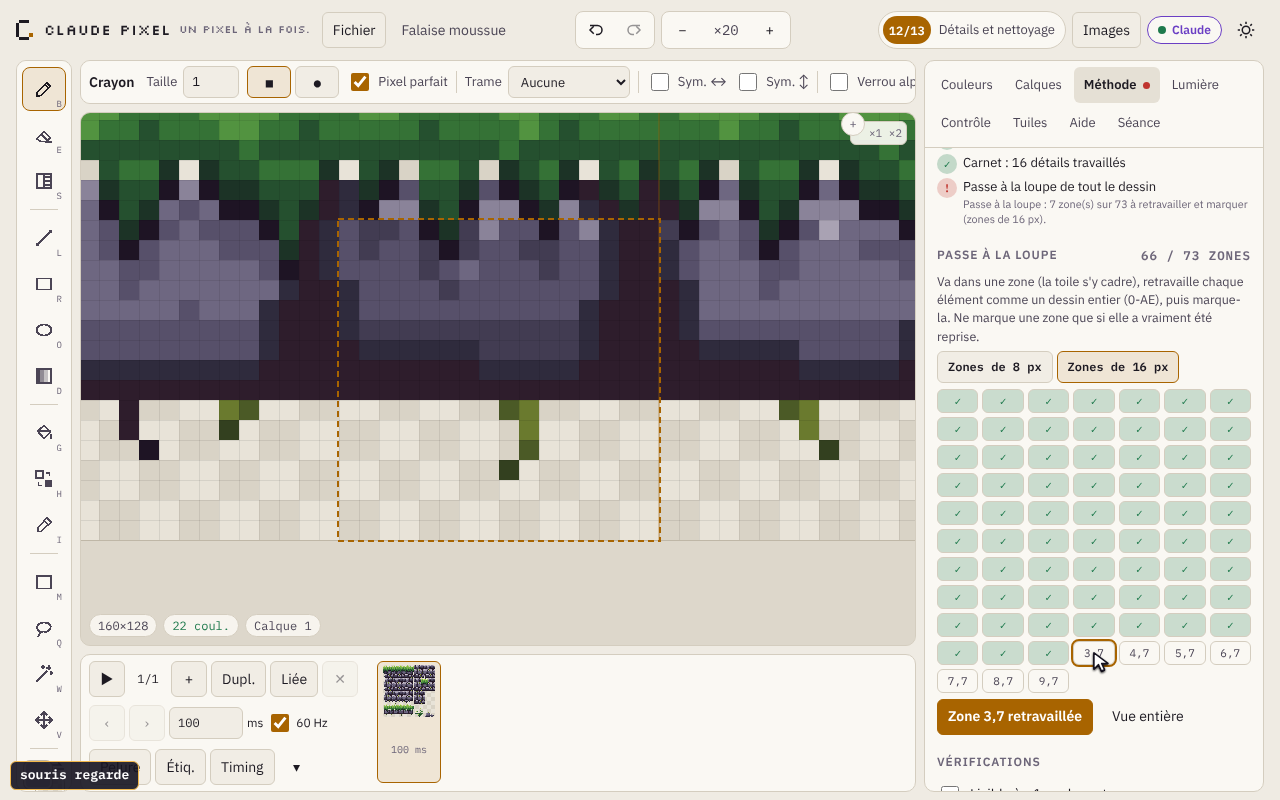 CLAUDE PIXEL UN PIXEL À LA FOIS. Fichier Falaise moussue − ×20 + 12/13 Détails et nettoyage Images Claude
Crayon Taille 1 ■ ● Pixel parfait Trame Aucune Sym. ↔ Sym. ↕ Verrou alp
Couleurs Calques Méthode Lumière
Contrôle Tuiles Aide Séance
+ ×1 ×2
B
E
S
L
R
O
D
G
H
I
M
Q
W
V
✓ Carnet : 16 détails travaillés
! Passe à la loupe de tout le dessin
Passe à la loupe : 7 zone(s) sur 73 à retravailler et marquer
(zones de 16 px).
PASSE À LA LOUPE 66 / 73 ZONES
Va dans une zone (la toile s'y cadre), retravaille chaque
élément comme un dessin entier (0-AE), puis marque-
la. Ne marque une zone que si elle a vraiment été
reprise.
Zones de 8 px Zones de 16 px
✓ ✓ ✓ ✓ ✓ ✓ ✓
✓ ✓ ✓ ✓ ✓ ✓ ✓
✓ ✓ ✓ ✓ ✓ ✓ ✓
✓ ✓ ✓ ✓ ✓ ✓ ✓
✓ ✓ ✓ ✓ ✓ ✓ ✓
✓ ✓ ✓ ✓ ✓ ✓ ✓
✓ ✓ ✓ ✓ ✓ ✓ ✓
✓ ✓ ✓ ✓ ✓ ✓ ✓
✓ ✓ ✓ ✓ ✓ ✓ ✓
✓ ✓ ✓ 3,7 4,7 5,7 6,7
7,7 8,7 9,7
Zone 3,7 retravaillée Vue entière
VÉRIFICATIONS
160×128 22 coul. Calque 1
▶ 1/1 + Dupl. Liée ✕
‹ › 100 ms 60 Hz
Étiq. Timing ▼
100 ms
souris regarde